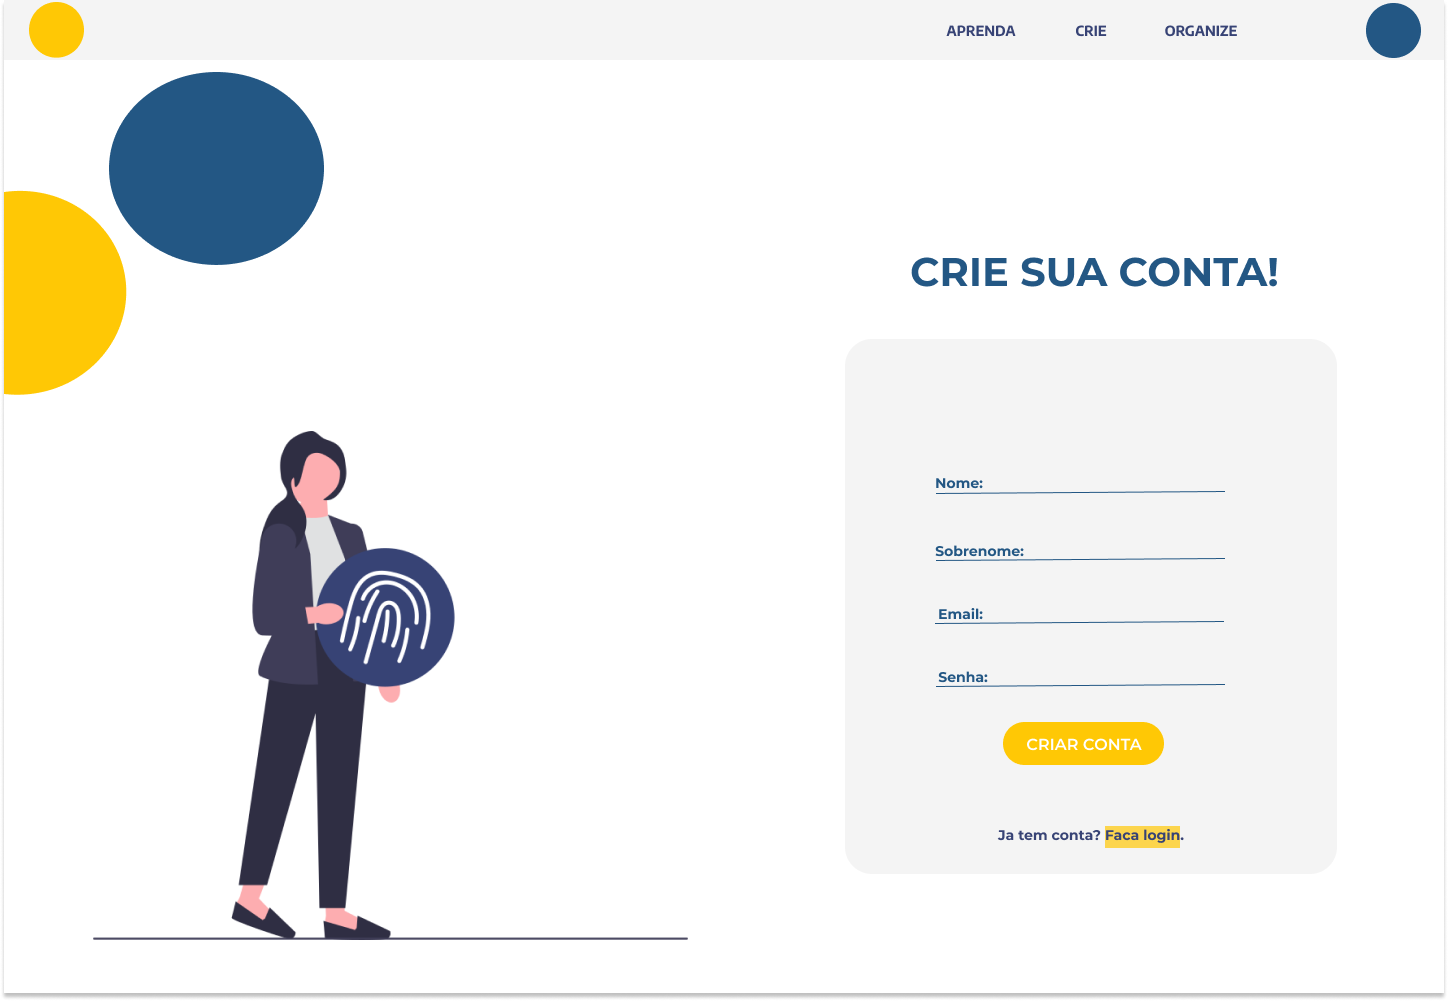 APRENDA CRIE ORGANIZE
CRIE SUA CONTA!
Nome:
Sobrenome:
Email:
Senha:
CRIAR CONTA
Ja tem conta? Faca login.